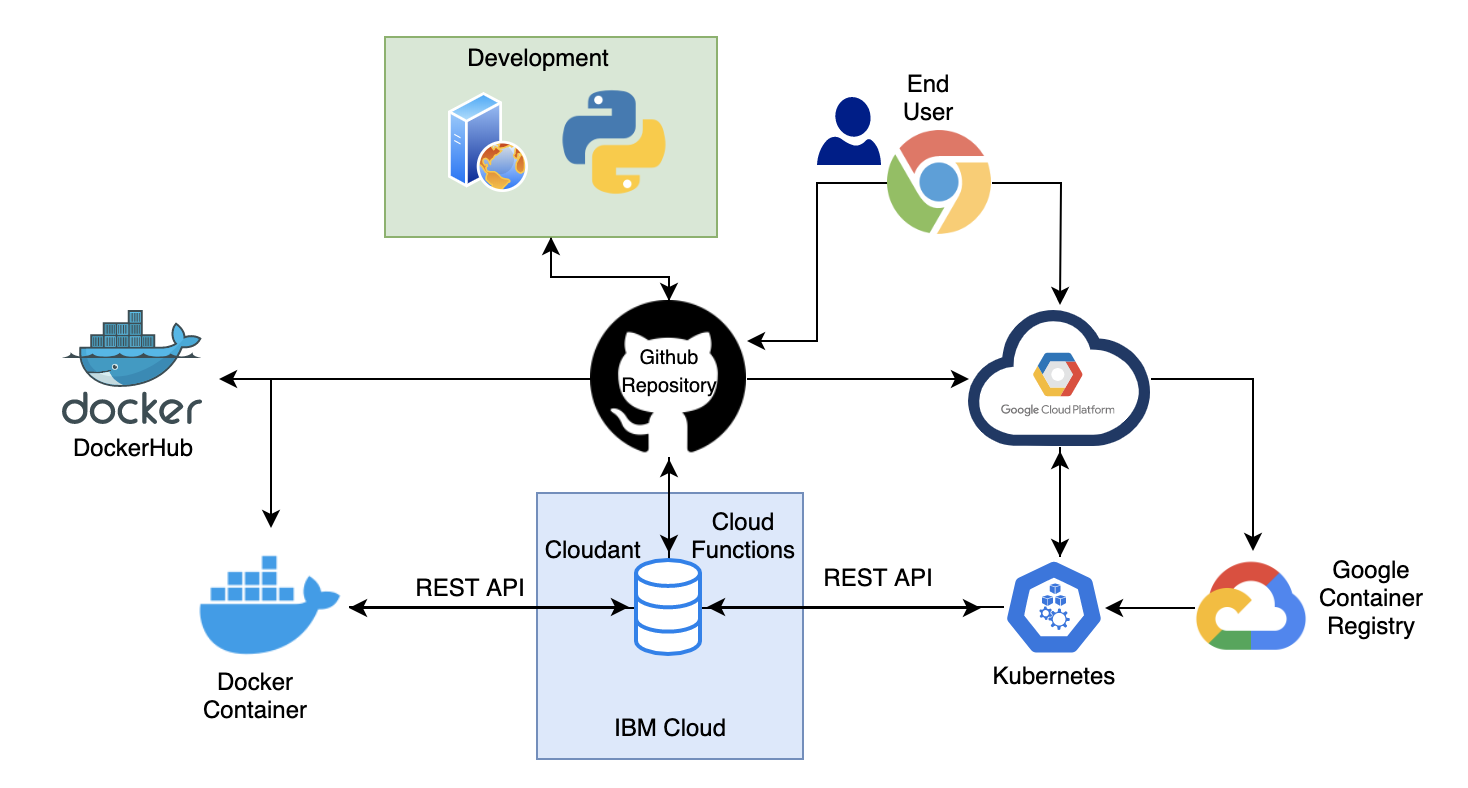 Development
End
User
Github
Repository
Google Cloud Platform
docker
DockerHub
Cloud
Functions
Cloudant
REST API
REST API
Google
Container
Registry
Kubernetes
Docker
Container
IBM Cloud